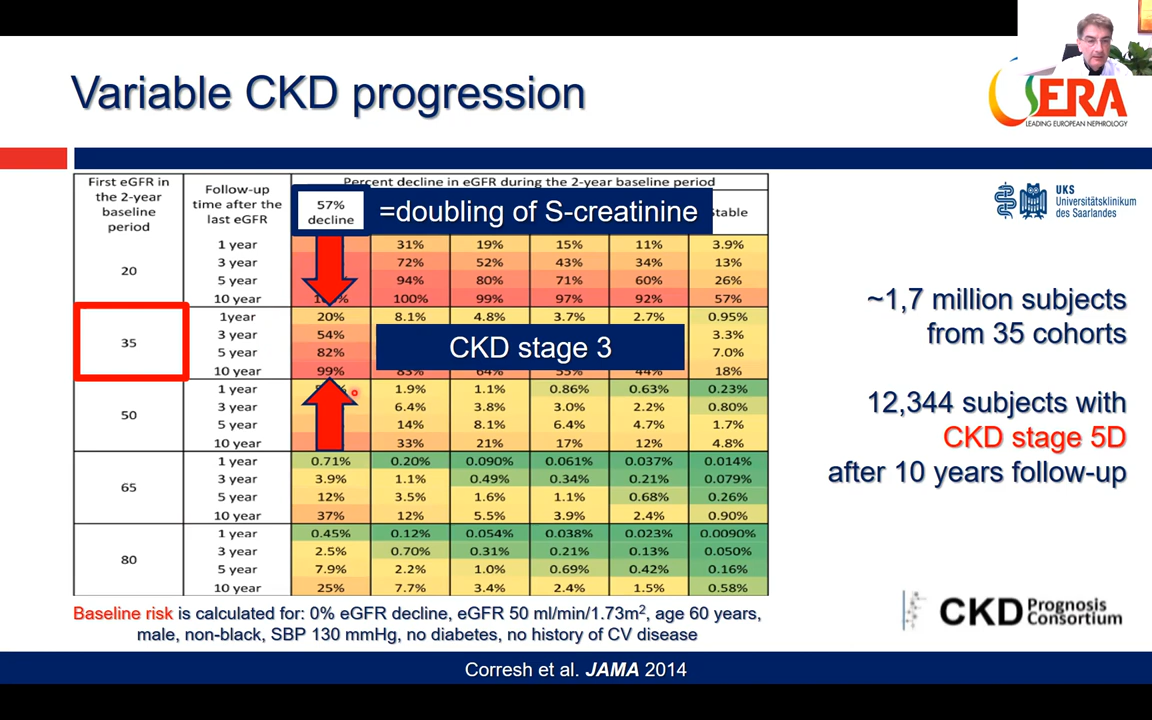 Variable CKD progression
ERA
LEADING EUROPEAN NEPHROLOGY
UKS
Universitätsklinikum
des Saarlandes
First eGFR in
the 2-year
baseline
period
Follow-up
time after the
last eGFR
Percent decline in eGFR during the 2-year baseline period
57%
decline
=doubling of S-creatinine
Stable
20
1 year 31% 19% 15% 11% 3.9%
3 year 72% 52% 43% 34% 13%
5 year 94% 80% 71% 60% 26%
10 year 100% 99% 97% 92% 57%
35
1year 20% 8.1% 4.8% 3.7% 2.7% 0.95%
3 year 54% 3.3%
5 year 82% 7.0%
10 year 99% 18%
CKD stage 3
50
1 year 1.9% 1.1% 0.86% 0.63% 0.23%
3 year 6.4% 3.8% 3.0% 2.2% 0.80%
5 year 14% 8.1% 6.4% 4.7% 1.7%
10 year 33% 21% 17% 12% 4.8%
65
1 year 0.71% 0.20% 0.090% 0.061% 0.037% 0.014%
3 year 3.9% 1.1% 0.49% 0.34% 0.21% 0.079%
5 year 12% 3.5% 1.6% 1.1% 0.68% 0.26%
10 year 37% 12% 5.5% 3.9% 2.4% 0.90%
80
1 year 0.45% 0.12% 0.054% 0.038% 0.023% 0.0090%
3 year 2.5% 0.70% 0.31% 0.21% 0.13% 0.050%
5 year 7.9% 2.2% 1.0% 0.69% 0.42% 0.16%
10 year 25% 7.7% 3.4% 2.4% 1.5% 0.58%
~1,7 million subjects
from 35 cohorts
12,344 subjects with
CKD stage 5D
after 10 years follow-up
Baseline risk is calculated for: 0% eGFR decline, eGFR 50 ml/min/1.73m², age 60 years,
male, non-black, SBP 130 mmHg, no diabetes, no history of CV disease
CKD Prognosis
Consortium
Corresh et al. JAMA 2014